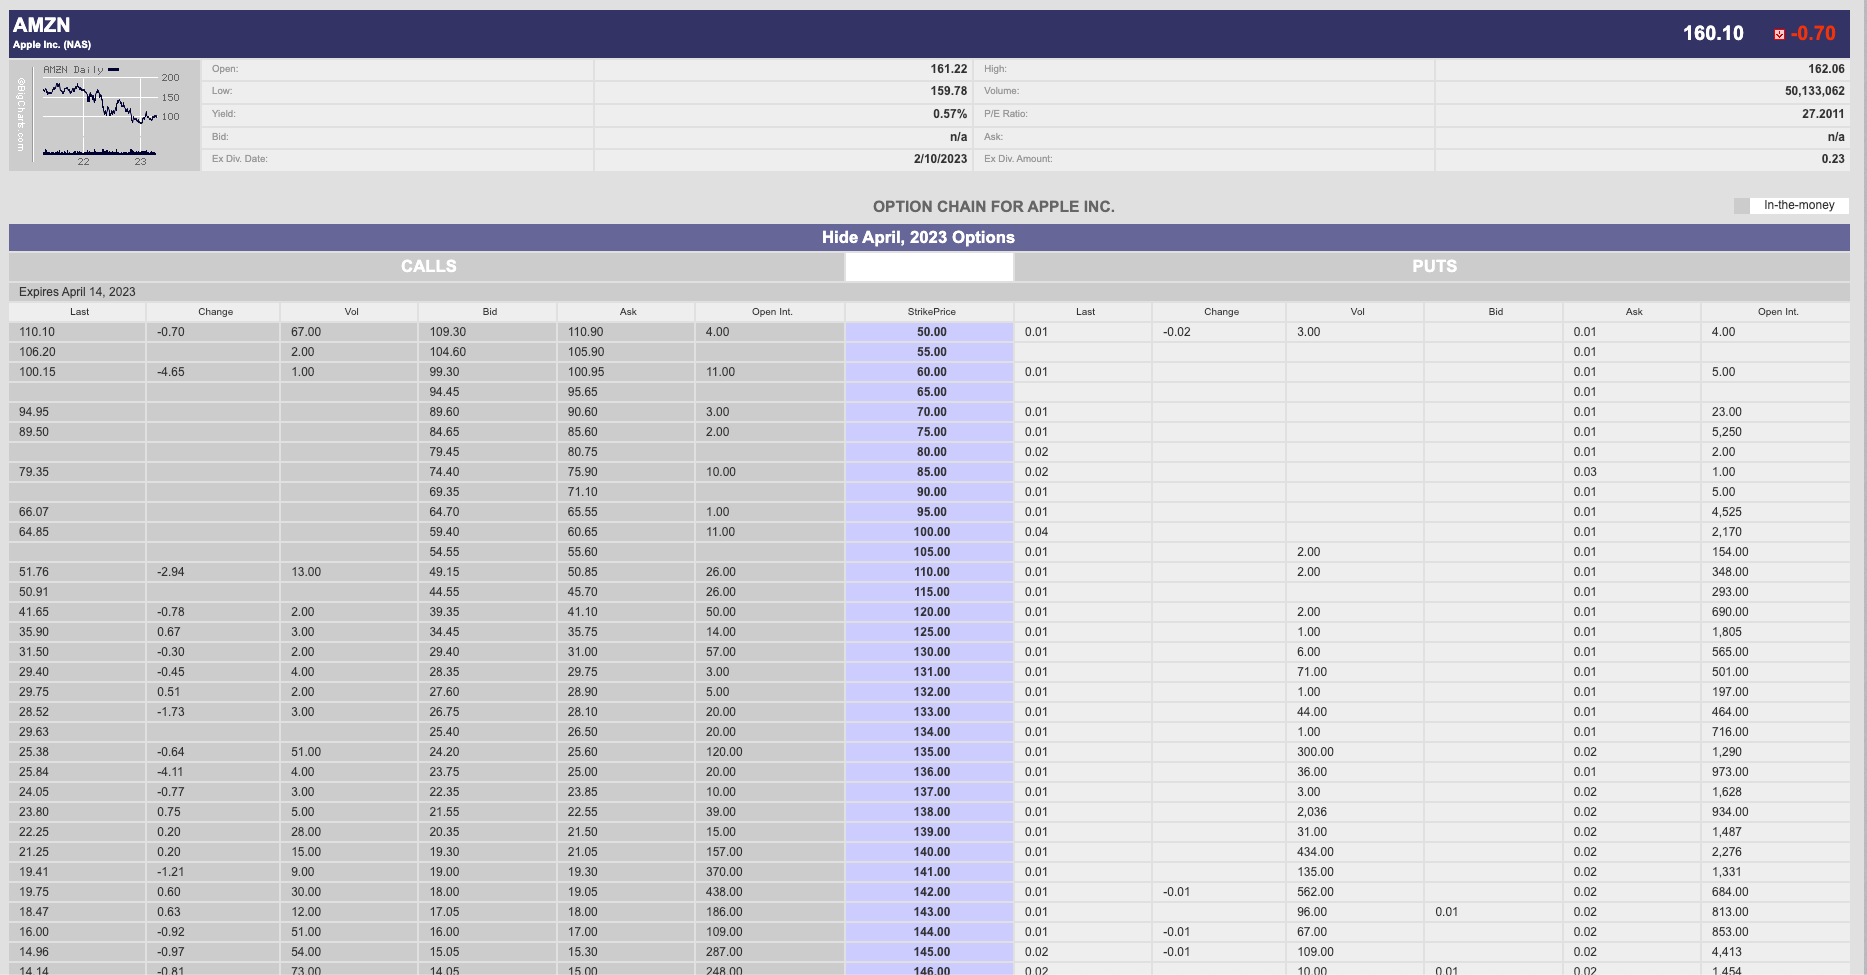 AMZN
Apple Inc. (NAS)
160.10 -0.70
©BigCharts.com
AMZN Daily
200
150
100
22 23
Open: 161.22 High: 162.06
Low: 159.78 Volume: 50,133,062
Yield: 0.57% P/E Ratio: 27.2011
Bid: n/a Ask: n/a
Ex Div. Date: 2/10/2023 Ex Div. Amount: 0.23
OPTION CHAIN FOR APPLE INC.
In-the-money
Hide April, 2023 Options
CALLS PUTS
Expires April 14, 2023
Last Change Vol Bid Ask Open Int. StrikePrice Last Change Vol Bid Ask Open Int.
110.10 -0.70 67.00 109.30 110.90 4.00 50.00 0.01 -0.02 3.00 0.01 4.00
106.20 2.00 104.60 105.90 55.00 0.01
100.15 -4.65 1.00 99.30 100.95 11.00 60.00 0.01 0.01 5.00
94.45 95.65 65.00 0.01
94.95 89.60 90.60 3.00 70.00 0.01 0.01 23.00
89.50 84.65 85.60 2.00 75.00 0.01 0.01 5,250
79.45 80.75 80.00 0.02 0.01 2.00
79.35 74.40 75.90 10.00 85.00 0.02 0.03 1.00
69.35 71.10 90.00 0.01 0.01 5.00
66.07 64.70 65.55 1.00 95.00 0.01 0.01 4,525
64.85 59.40 60.65 11.00 100.00 0.04 0.01 2,170
54.55 55.60 105.00 0.01 2.00 0.01 154.00
51.76 -2.94 13.00 49.15 50.85 26.00 110.00 0.01 2.00 0.01 348.00
50.91 44.55 45.70 26.00 115.00 0.01 0.01 293.00
41.65 -0.78 2.00 39.35 41.10 50.00 120.00 0.01 2.00 0.01 690.00
35.90 0.67 3.00 34.45 35.75 14.00 125.00 0.01 1.00 0.01 1,805
31.50 -0.30 2.00 29.40 31.00 57.00 130.00 0.01 6.00 0.01 565.00
29.40 -0.45 4.00 28.35 29.75 3.00 131.00 0.01 71.00 0.01 501.00
29.75 0.51 2.00 27.60 28.90 5.00 132.00 0.01 1.00 0.01 197.00
28.52 -1.73 3.00 26.75 28.10 20.00 133.00 0.01 44.00 0.01 464.00
29.63 25.40 26.50 20.00 134.00 0.01 1.00 0.01 716.00
25.38 -0.64 51.00 24.20 25.60 120.00 135.00 0.01 300.00 0.02 1,290
25.84 -4.11 4.00 23.75 25.00 20.00 136.00 0.01 36.00 0.01 973.00
24.05 -0.77 3.00 22.35 23.85 10.00 137.00 0.01 3.00 0.02 1,628
23.80 0.75 5.00 21.55 22.55 39.00 138.00 0.01 2,036 0.02 934.00
22.25 0.20 28.00 20.35 21.50 15.00 139.00 0.01 31.00 0.02 1,487
21.25 0.20 15.00 19.30 21.05 157.00 140.00 0.01 434.00 0.02 2,276
19.41 -1.21 9.00 19.00 19.30 370.00 141.00 0.01 135.00 0.02 1,331
19.75 0.60 30.00 18.00 19.05 438.00 142.00 0.01 -0.01 562.00 0.02 684.00
18.47 0.63 12.00 17.05 18.00 186.00 143.00 0.01 96.00 0.01 0.02 813.00
16.00 -0.92 51.00 16.00 17.00 109.00 144.00 0.01 -0.01 67.00 0.02 853.00
14.96 -0.97 54.00 15.05 15.30 287.00 145.00 0.02 -0.01 109.00 0.02 4,413
14.14 -0.81 73.00 14.05 15.00 248.00 146.00 0.02 10.00 0.01 0.02 1,454